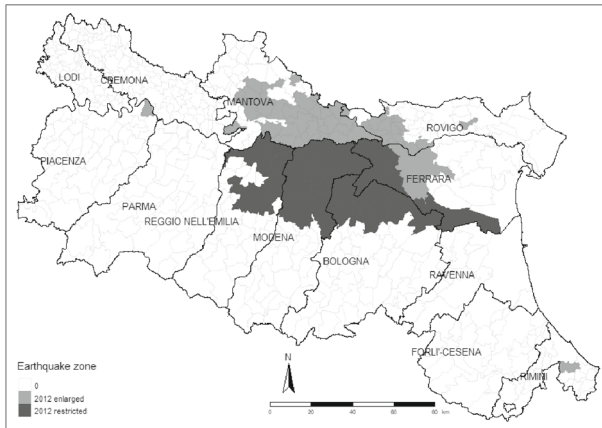 LODI
CREMONA
MANTOVA
ROVIGO
PIACENZA
FERRARA
PARMA
REGGIO NELL'EMILIA
MODENA
BOLOGNA
RAVENNA
FORLI'-CESENA
RIMINI
Earthquake zone
0
2012 enlarged
2012 restricted
N
0 20 40 60 80 km